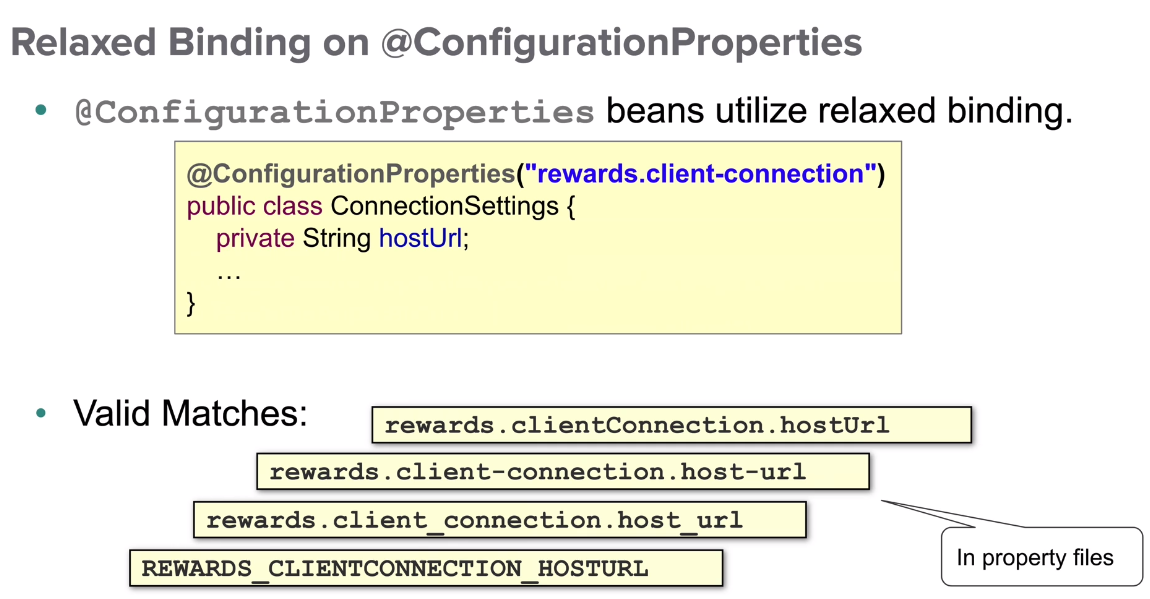 Relaxed Binding on @ConfigurationProperties
• @ConfigurationProperties beans utilize relaxed binding.
@ConfigurationProperties("rewards.client-connection")
public class ConnectionSettings {
private String hostUrl;
…
}
• Valid Matches:
rewards.clientConnection.hostUrl
rewards.client-connection.host-url
rewards.client_connection.host_url
REWARDS_CLIENTCONNECTION_HOSTURL
In property files